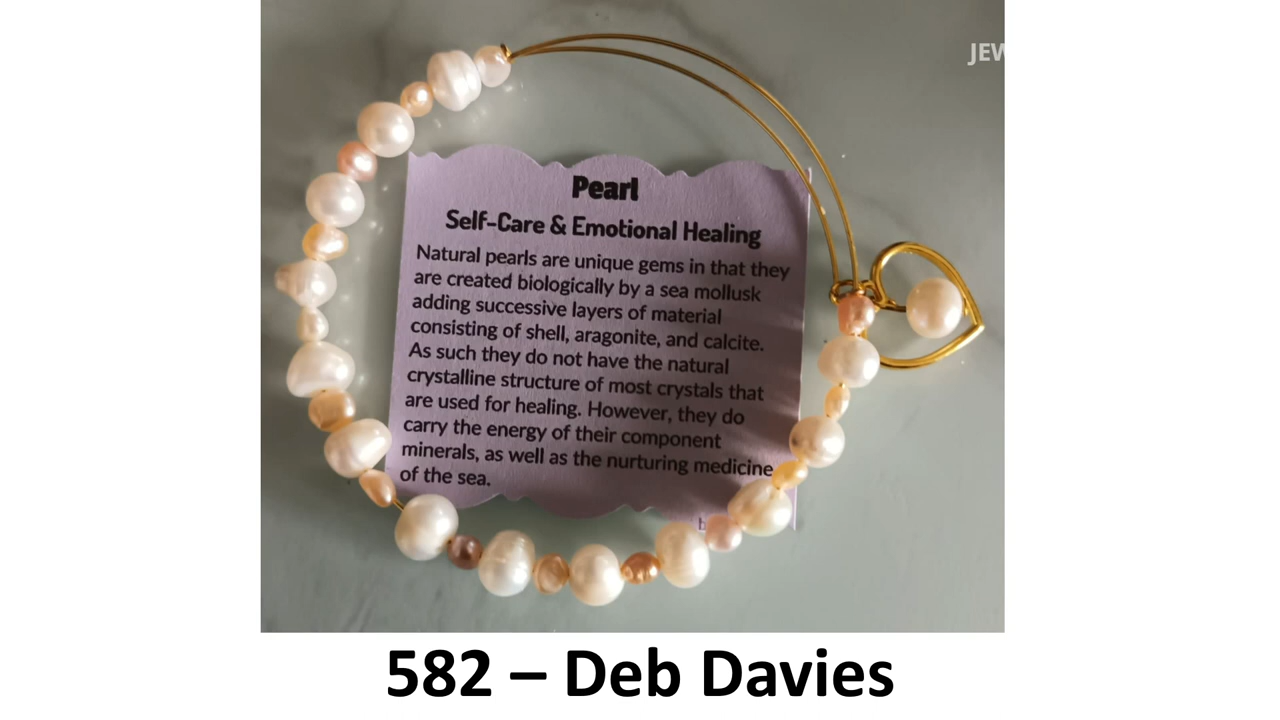 JEW
Pearl
Self-Care & Emotional Healing
Natural pearls are unique gems in that they
are created biologically by a sea mollusk
adding successive layers of material
consisting of shell, aragonite, and calcite.
As such they do not have the natural
crystalline structure of most crystals that
are used for healing. However, they do
carry the energy of their component
minerals, as well as the nurturing medicine
of the sea.
582 – Deb Davies